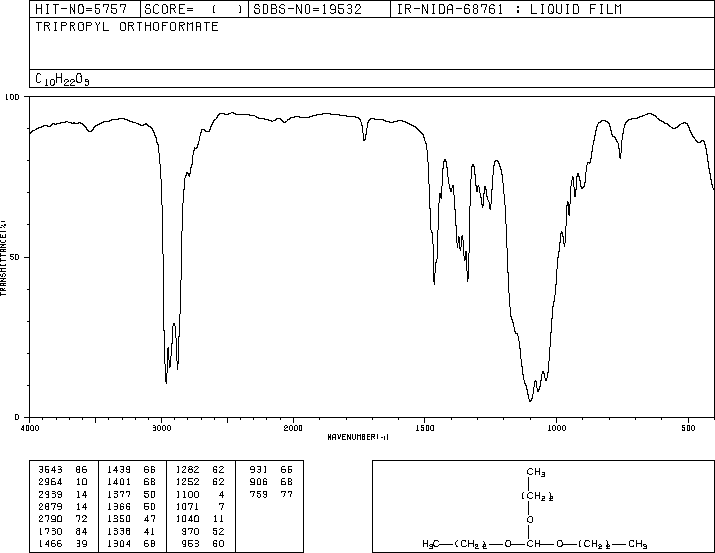 HIT-NO=5757 SCORE= ( ) SDBS-NO=19532 IR-NIDA-68761 : LIQUID FILM
TRIPROPYL ORTHOFORMATE
C10H22O3
100
50
0
TRANSMITTANCE(%)
4000 3000 2000 1500 1000 500
WAVENUMBER(-1)
3543 86 1439 66 1282 62 931 66
2964 10 1401 68 1252 62 906 68
2939 14 1377 50 1100 4 759 77
2879 14 1366 50 1071 7
2790 72 1350 47 1040 11
1730 84 1338 41 970 52
1466 39 1304 68 953 60
CH3
(CH2)2
O
H3C—(CH2)2—O—CH—O—(CH2)2—CH3